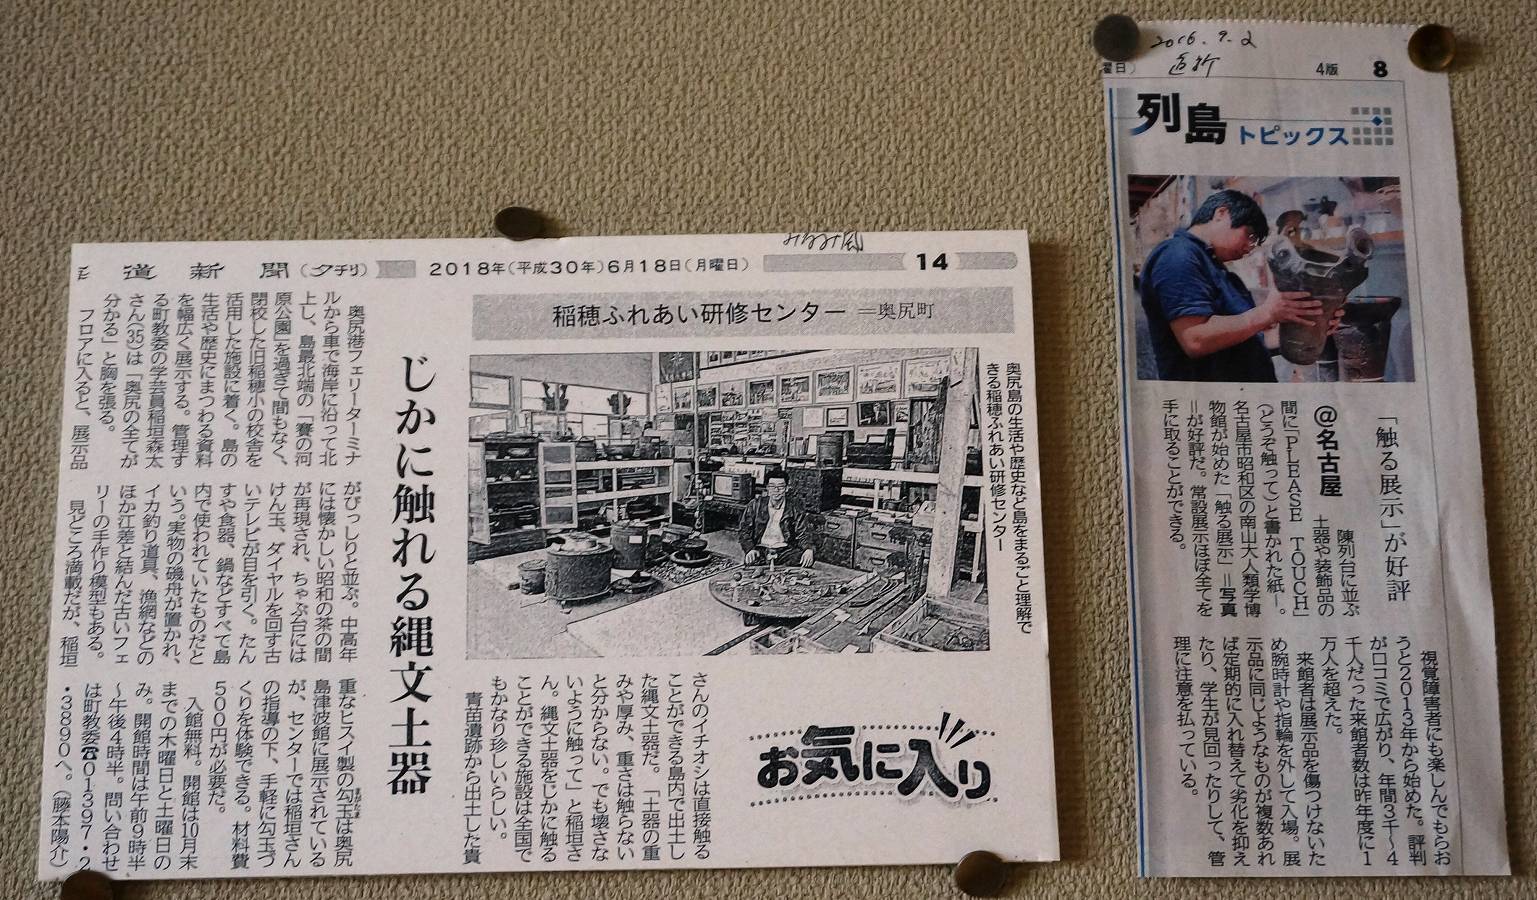 道新聞(夕刊)
2018年(平成30年)6月18日(月曜日)
14
稲穂ふれあい研修センター=奥尻町
奥尻島の生活や歴史など島をまるごと理解で
きる稲穂ふれあい研修センター
じかに触れる縄文土器
お気に入り
奥尻港フェリーターミナ
ルから車で海岸に沿って北
上し、島最北端の「賽の河
原公園」を過ぎて間もなく、
閉校した旧稲穂小の校舎を
活用した施設に着く。島の
生活や歴史にまつわる資料
を幅広く展示する。管理す
る町教委の学芸員稲垣森太
さん(35)は「奥尻の全てが
分かる」と胸を張る。
フロアに入ると、展示品
がびっしりと並ぶ。中高年
には懐かしい昭和の茶の間
が再現され、ちゃぶ台には
けん玉、ダイヤルを回す古
いテレビが目を引く。たん
すや食器、鍋などすべて島
内で使われていたものだと
いう。実物の磯舟が置かれ、
イカ釣り道具、漁網などの
ほか江差と結んだ古いフェ
リーの手作り模型もある。
見どころ満載だが、稲垣
さんのイチオシは直接触る
ことができる島内で出土し
た縄文土器だ。「土器の重
みや厚み、重さは触らない
と分からない。でも壊さな
いように触って」と稲垣さ
ん。縄文土器をじかに触る
ことができる施設は全国で
もかなり珍しいらしい。
青苗遺跡から出土した貴
重なヒスイ製の勾玉は奥尻
島津波館に展示されている
が、センターでは稲垣さん
の指導の下、手軽に勾玉づ
くりを体験できる。材料費
500円が必要だ。
入館無料。開館は10月末
までの木曜日と土曜日の
み。開館時間は午前9時半
~午後4時半。問い合わせ
は町教委☎01397・2
・3890へ。(藤本陽介)
2016.9.2
道新
曜日)
4版
8
列島トピックス
「触る展示」が好評
@名古屋
陳列台に並ぶ
土器や装飾品の
間に「PLEASE TOUCH」
(どうぞ触って)と書かれた紙―。
名古屋市昭和区の南山大人類学博
物館が始めた「触る展示」=写真
=が好評だ。常設展示ほぼ全てを
手に取ることができる。
視覚障害者にも楽しんでもらお
うと2013年から始めた。評判
が口コミで広がり、年間3千~4
千人だった来館者数は昨年度に1
万人を超えた。
来館者は展示品を傷つけないた
め腕時計や指輪を外して入場。展
示品に同じようなものが複数あれ
ば定期的に入れ替えて劣化を抑え
たり、学生が見回ったりして、管
理に注意を払っている。